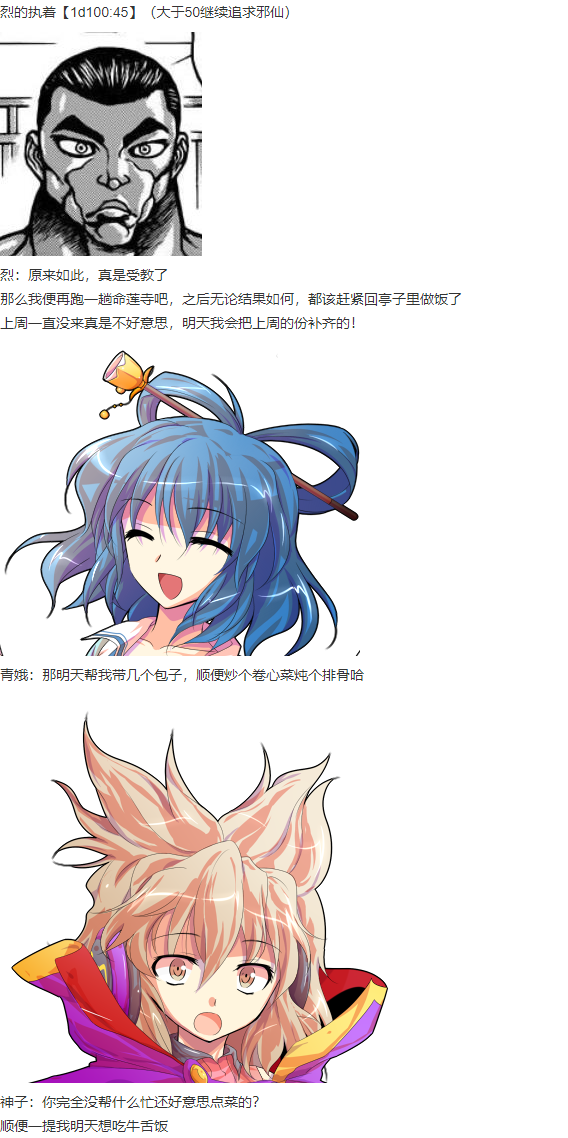 烈的执着【1d100:45】（大于50继续追求邪仙）
烈：原来如此，真是受教了
那么我便再跑一趟命莲寺吧，之后无论结果如何，都该赶紧回亭子里做饭了
上周一直没来真是不好意思，明天我会把上周的份补齐的！
青娥：那明天帮我带几个包子，顺便炒个卷心菜炖个排骨哈
神子：你完全没帮什么忙还好意思点菜的？
顺便一提我明天想吃牛舌饭